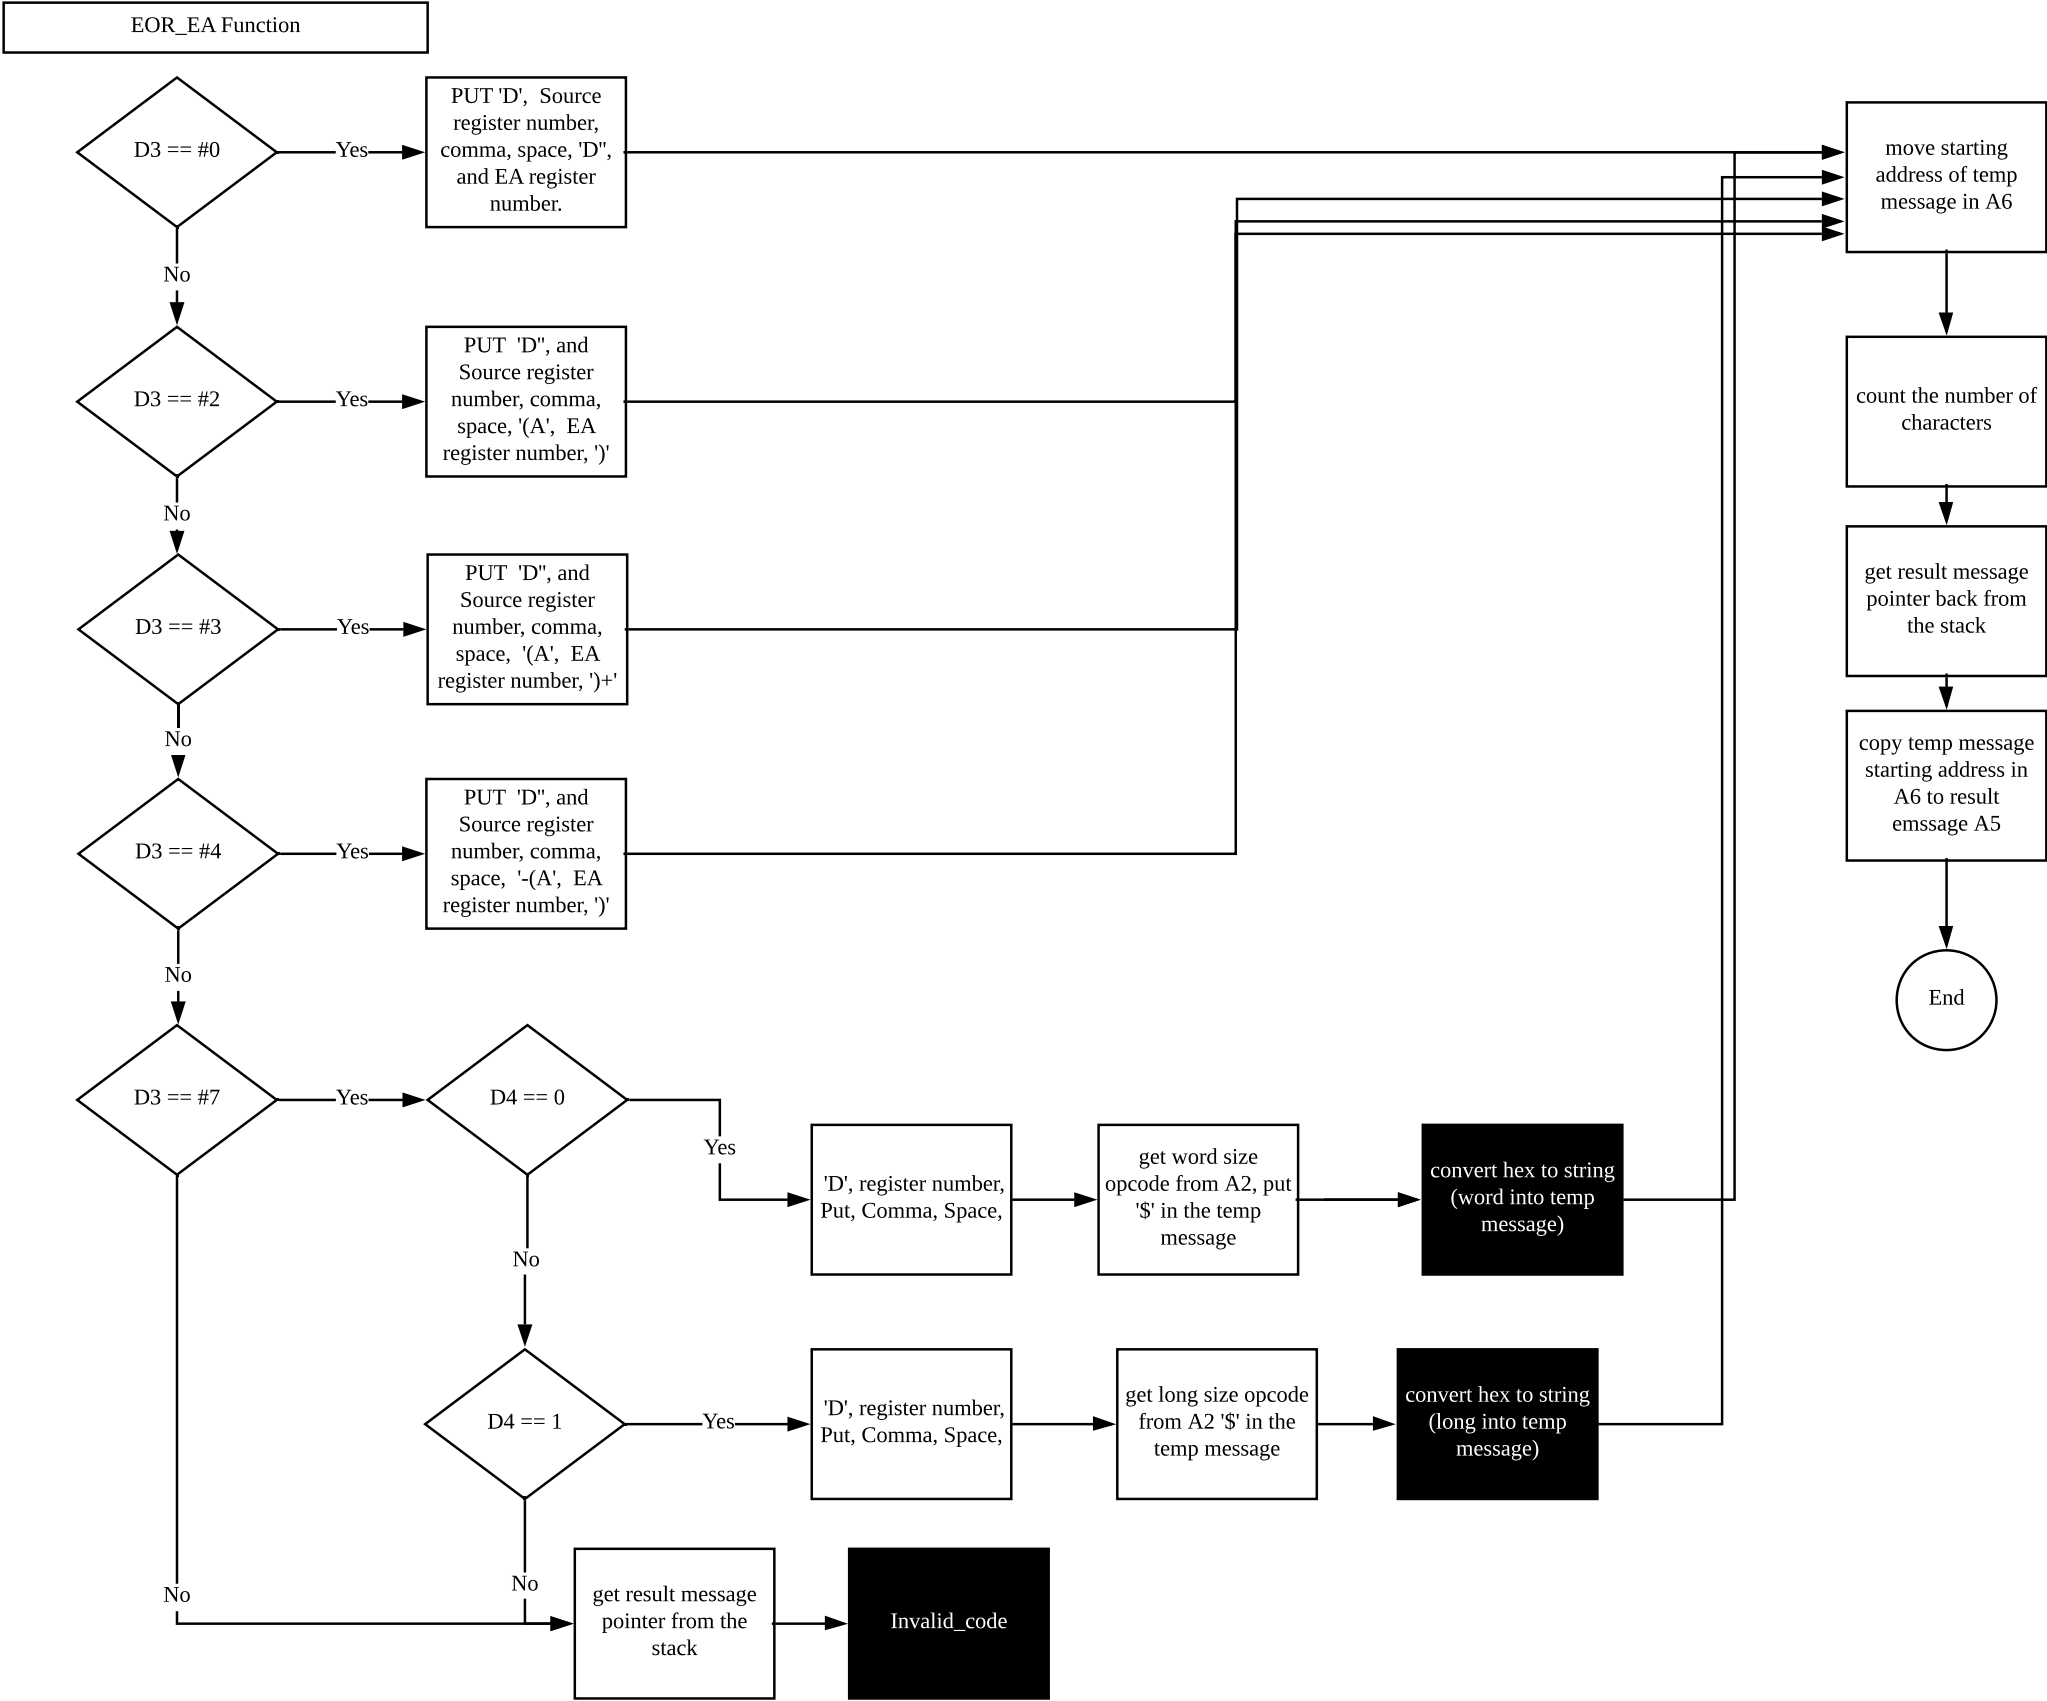 EOR_EA Function
D3 == #0
Yes
PUT 'D',  Source
register number,
comma, space, 'D'',
and EA register
number.
move starting
address of temp
message in A6
No
D3 == #2
Yes
PUT  'D'', and
Source register
number, comma,
space, '(A',  EA
register number, ')'
count the number of
characters
No
D3 == #3
Yes
PUT  'D'', and
Source register
number, comma,
space,  '(A',  EA
register number, ')+'
get result message
pointer back from
the stack
No
D3 == #4
Yes
PUT  'D'', and
Source register
number, comma,
space,  '-(A',  EA
register number, ')'
copy temp message
starting address in
A6 to result
emssage A5
No
End
D3 == #7
Yes
D4 == 0
Yes
'D', register number,
Put, Comma, Space,
get word size
opcode from A2, put
'$' in the temp
message
convert hex to string
(word into temp
message)
No
D4 == 1
Yes
'D', register number,
Put, Comma, Space,
get long size opcode
from A2 '$' in the
temp message
convert hex to string
(long into temp
message)
No
No
get result message
pointer from the
stack
Invalid_code